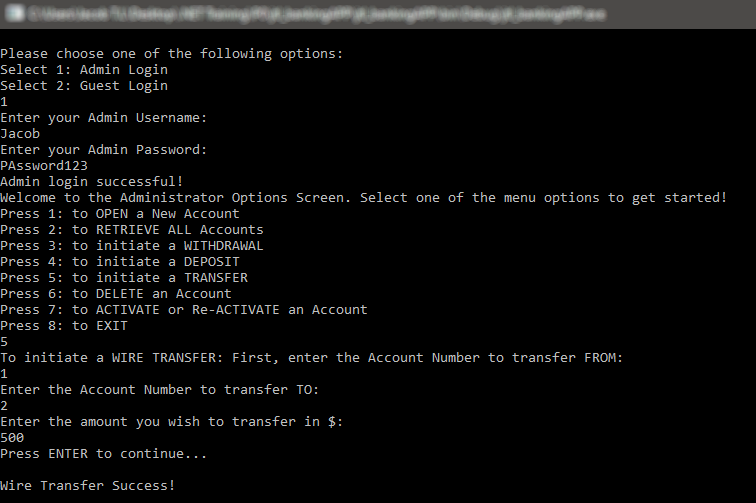 Please choose one of the following options:
Select 1: Admin Login
Select 2: Guest Login
1
Enter your Admin Username:
Jacob
Enter your Admin Password:
PAssword123
Admin login successful!
Welcome to the Administrator Options Screen. Select one of the menu options to get started!
Press 1: to OPEN a New Account
Press 2: to RETRIEVE ALL Accounts
Press 3: to initiate a WITHDRAWAL
Press 4: to initiate a DEPOSIT
Press 5: to initiate a TRANSFER
Press 6: to DELETE an Account
Press 7: to ACTIVATE or Re-ACTIVATE an Account
Press 8: to EXIT
5
To initiate a WIRE TRANSFER: First, enter the Account Number to transfer FROM:
1
Enter the Account Number to transfer TO:
2
Enter the amount you wish to transfer in $:
500
Press ENTER to continue...
Wire Transfer Success!